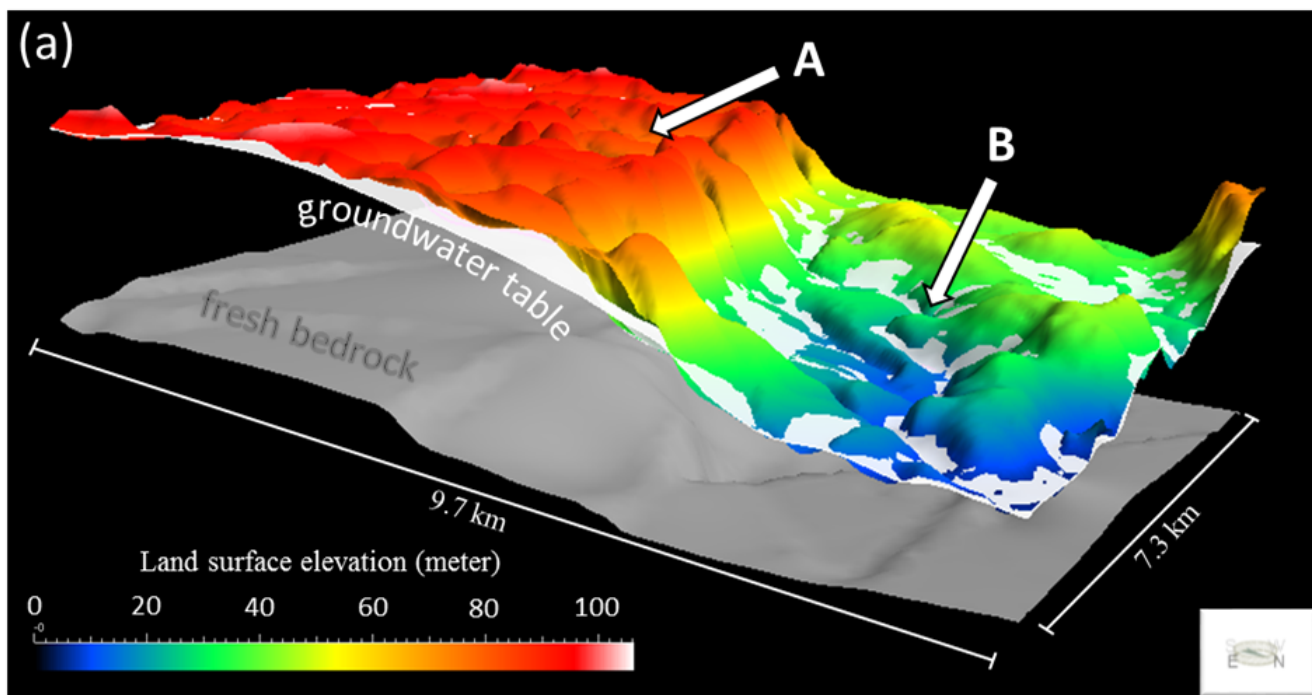 (a)
A
B
groundwater table
fresh bedrock
9.7 km
7.3 km
Land surface elevation (meter)
0 20 40 60 80 100
-0
S W
E N